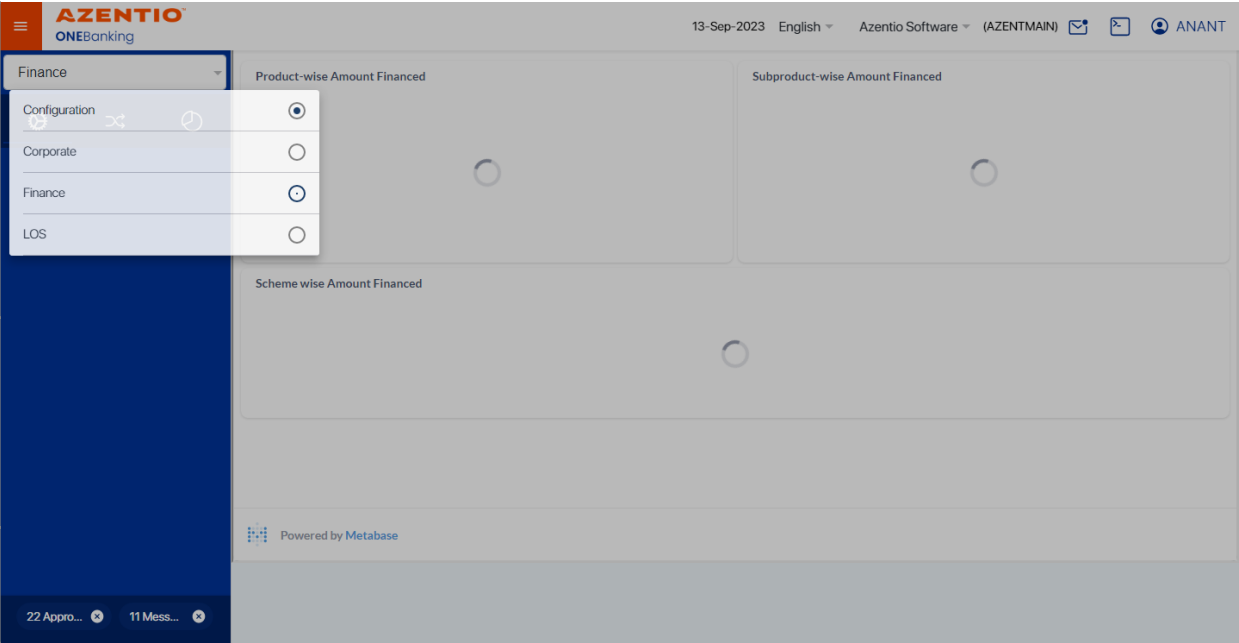 AZENTIO
ONEBanking
13-Sep-2023 English Azentio Software (AZENTMAIN) ANANT
Finance
Configuration
Corporate
Finance
LOS
Product-wise Amount Financed
Subproduct-wise Amount Financed
Scheme wise Amount Financed
Powered by Metabase
22 Appro... 11 Mess...